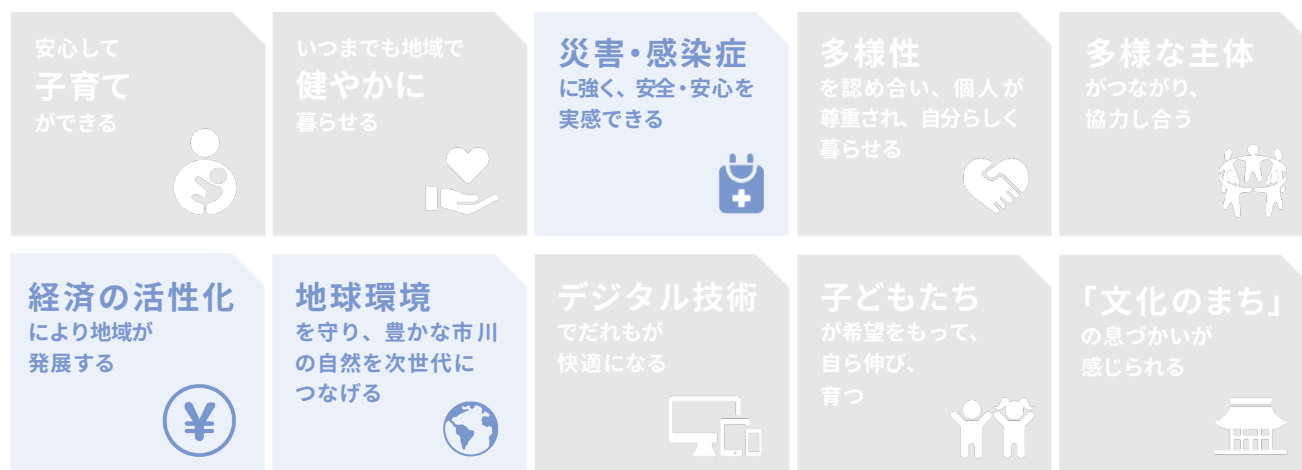 安心して
子育て
ができる
いつまでも地域で
健やかに
暮らせる
災害・感染症
に強く、安全・安心を
実感できる
多様性
を認め合い、個人が
尊重され、自分らしく
暮らせる
多様な主体
がつながり、
協力し合う
経済の活性化
により地域が
発展する
地球環境
を守り、豊かな市川
の自然を次世代に
つなげる
デジタル技術
でだれもが
快適になる
子どもたち
が希望をもって、
自ら伸び、
育つ
「文化のまち」
の息づかいが
感じられる